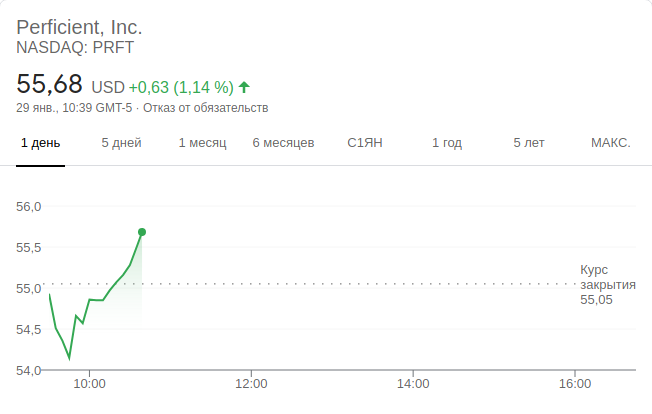 Perficient, Inc.
NASDAQ: PRFT
55,68 USD +0,63 (1,14 %)
29 янв., 10:39 GMT-5 · Отказ от обязательств
1 день 5 дней 1 месяц 6 месяцев С1ЯН 1 год 5 лет МАКС.
56,0
55,5
55,0
54,5
54,0
Курс
закрытия
55,05
10:00 12:00 14:00 16:00